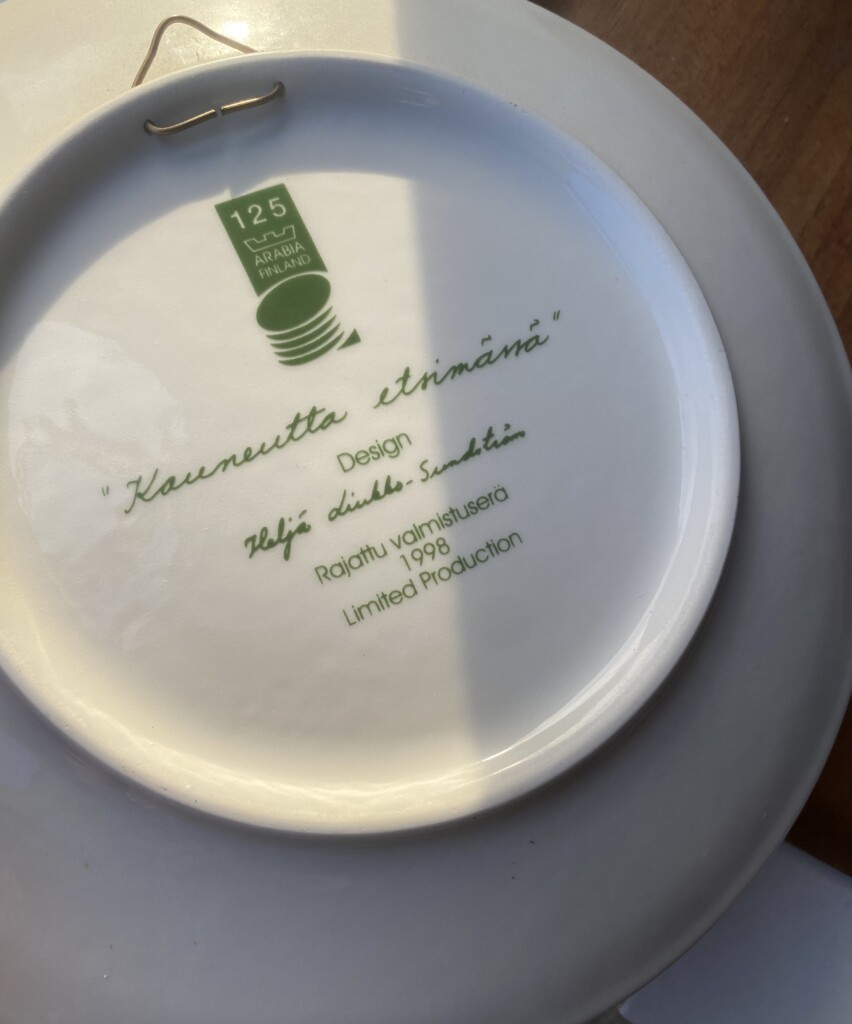 125
ARABIA
FINLAND
"Kauneutta etsimässä"
Design
Heljä Liukko-Sundström
Rajattu valmistuserä
1998
Limited Production